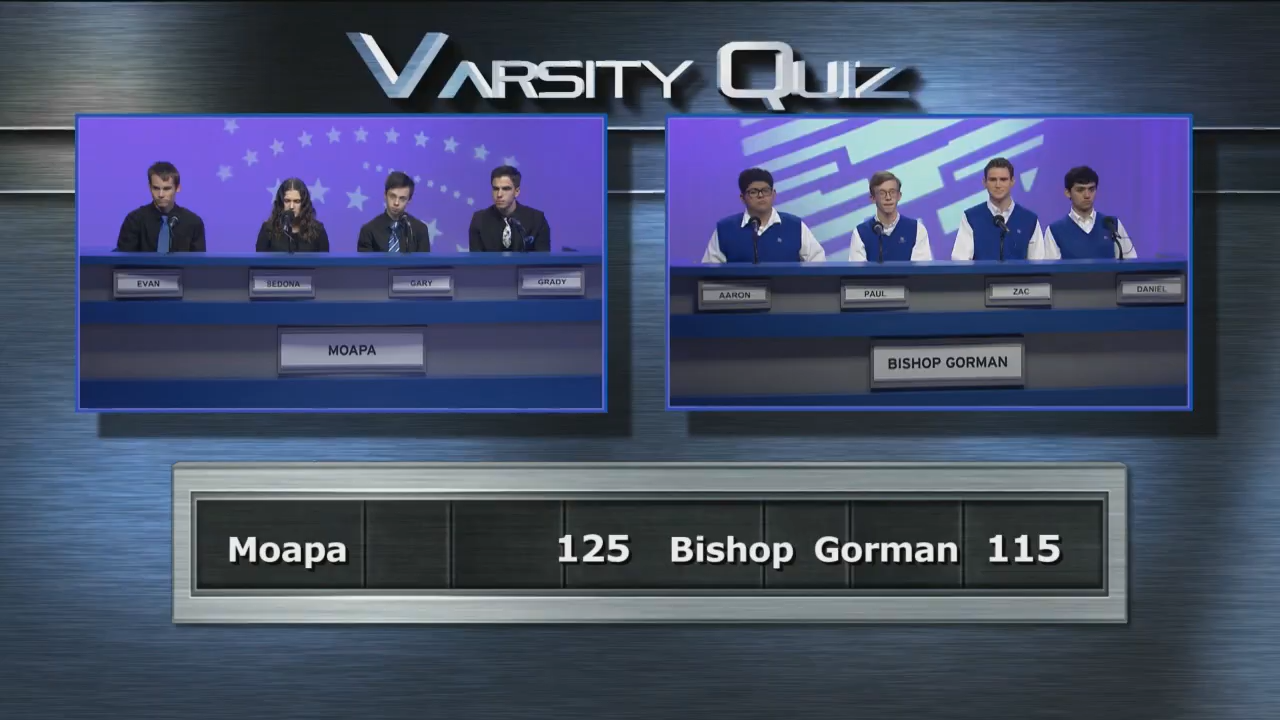 VARSITY QUIZ
EVAN
SEDONA
GARY
GRADY
MOAPA
AARON
PAUL
ZAC
DANIEL
BISHOP GORMAN
Moapa 125 Bishop Gorman 115